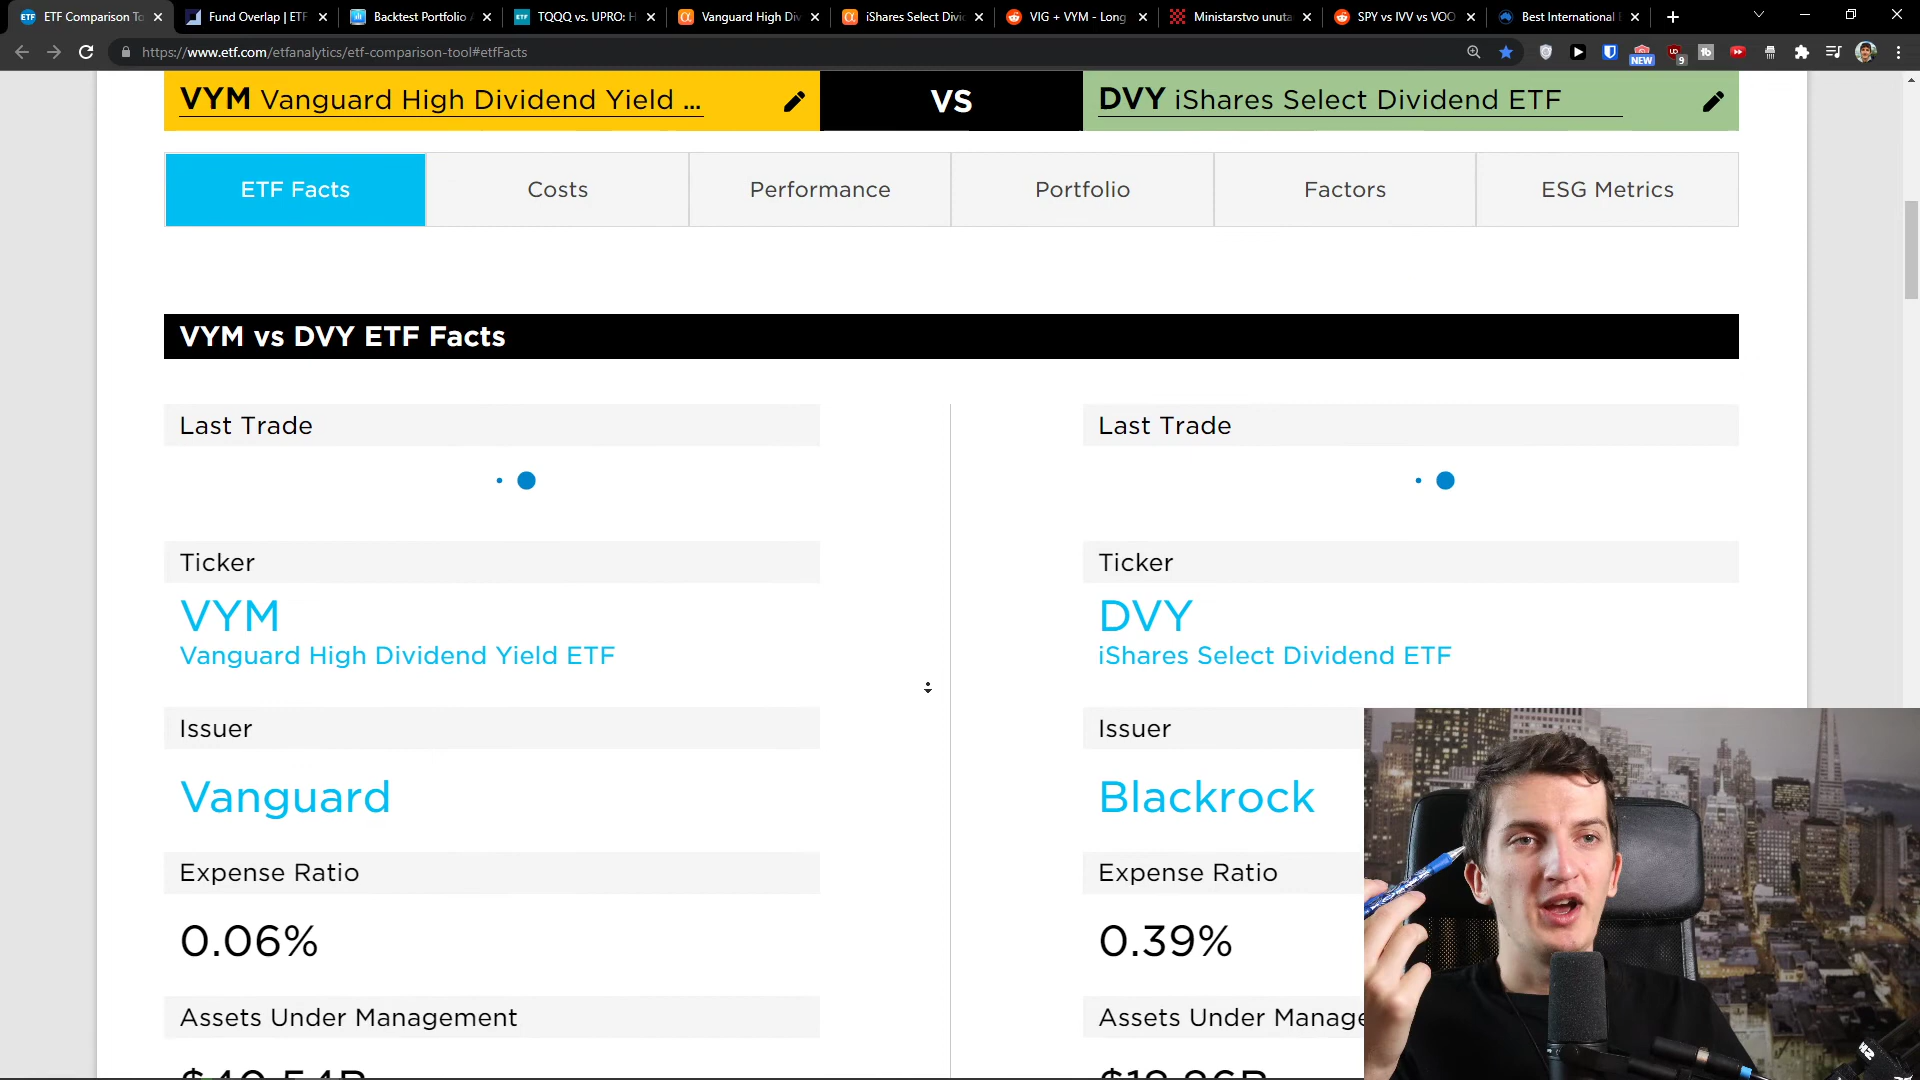 ETF Comparison To
Fund Overlap | ETF
Backtest Portfolio A
TQQQ vs. UPRO: H
Vanguard High Div
iShares Select Divid
VIG + VYM - Long
Ministarstvo unuta
SPY vs IVV vs VOO
Best International E
https://www.etf.com/etfanalytics/etf-comparison-tool#etfFacts
NEW
9
VYM Vanguard High Dividend Yield ...
VS
DVY iShares Select Dividend ETF
ETF Facts
Costs
Performance
Portfolio
Factors
ESG Metrics
VYM vs DVY ETF Facts
Last Trade
Last Trade
Ticker
Ticker
VYM
DVY
Vanguard High Dividend Yield ETF
iShares Select Dividend ETF
Issuer
Issuer
Vanguard
Blackrock
Expense Ratio
Expense Ratio
0.06%
0.39%
Assets Under Management
Assets Under Manage